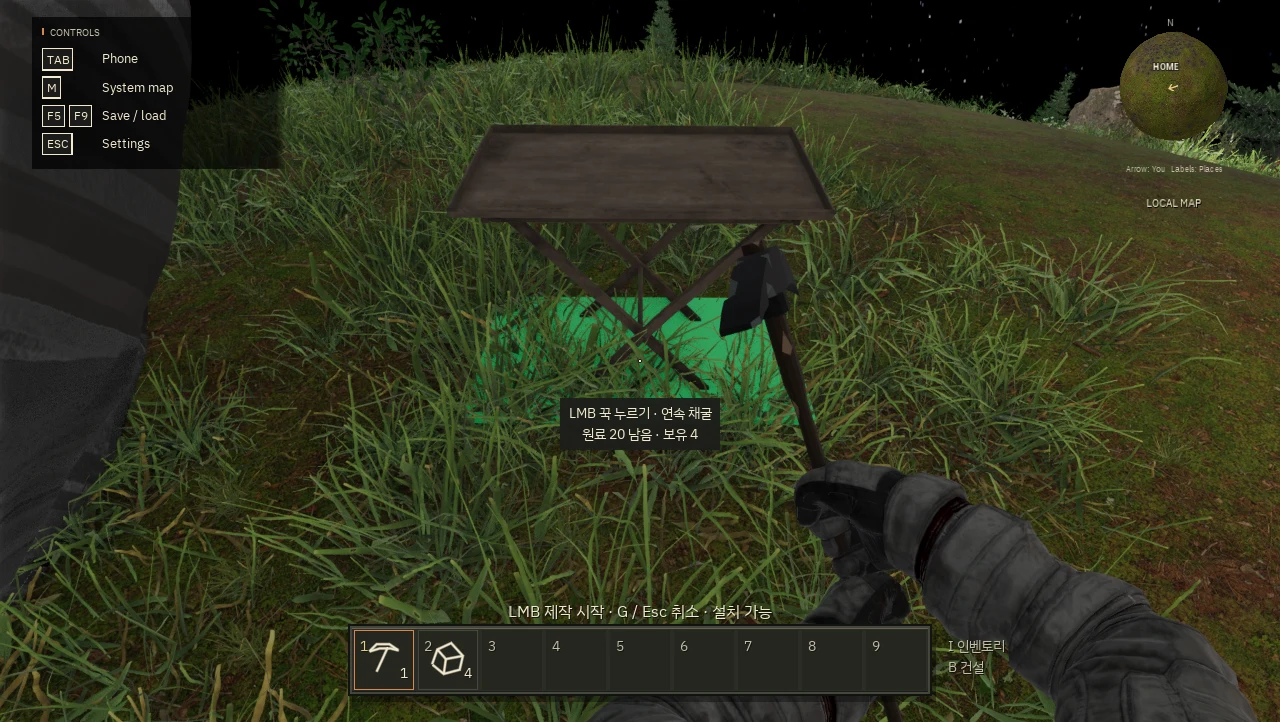 CONTROLS
TAB Phone
M System map
F5 F9 Save / load
ESC Settings
N
HOME
Arrow: You Labels: Places
LOCAL MAP
LMB 꾹 누르기 · 연속 채굴
원료 20 남음 · 보유 4
LMB 제작 시작 · G / Esc 취소 · 설치 가능
1 2 3 4 5 6 7 8 9
1 4
I 인벤토리
B 건설